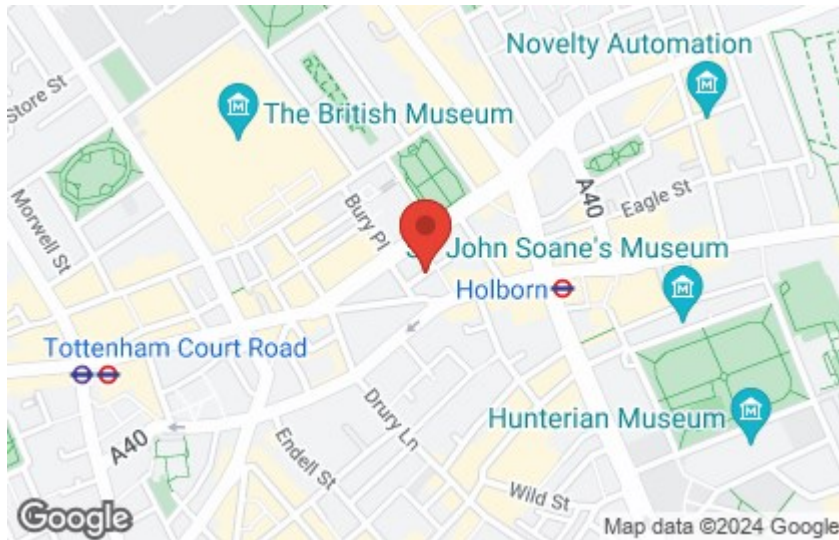 Novelty Automation
Store St
The British Museum
A40
Eagle St
Morwell St
Bury Pl
John Soane's Museum
Holborn
Tottenham Court Road
Hunterian Museum
Drury Ln
A40
Endell St
Wild St
Google
Map data ©2024 Google